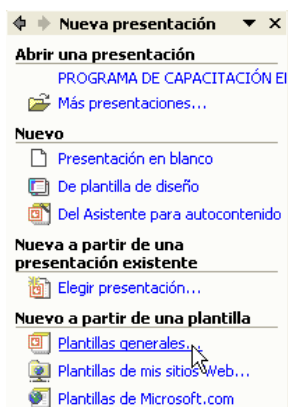 Nueva presentación
Abrir una presentación
PROGRAMA DE CAPACITACIÓN
Más presentaciones...
Nuevo
Presentación en blanco
De plantilla de diseño
Del Asistente para autocontenido
Nueva a partir de una
presentación existente
Elegir presentación...
Nuevo a partir de una plantilla
Plantillas generales...
Plantillas de mis sitios Web...
Plantillas de Microsoft.com